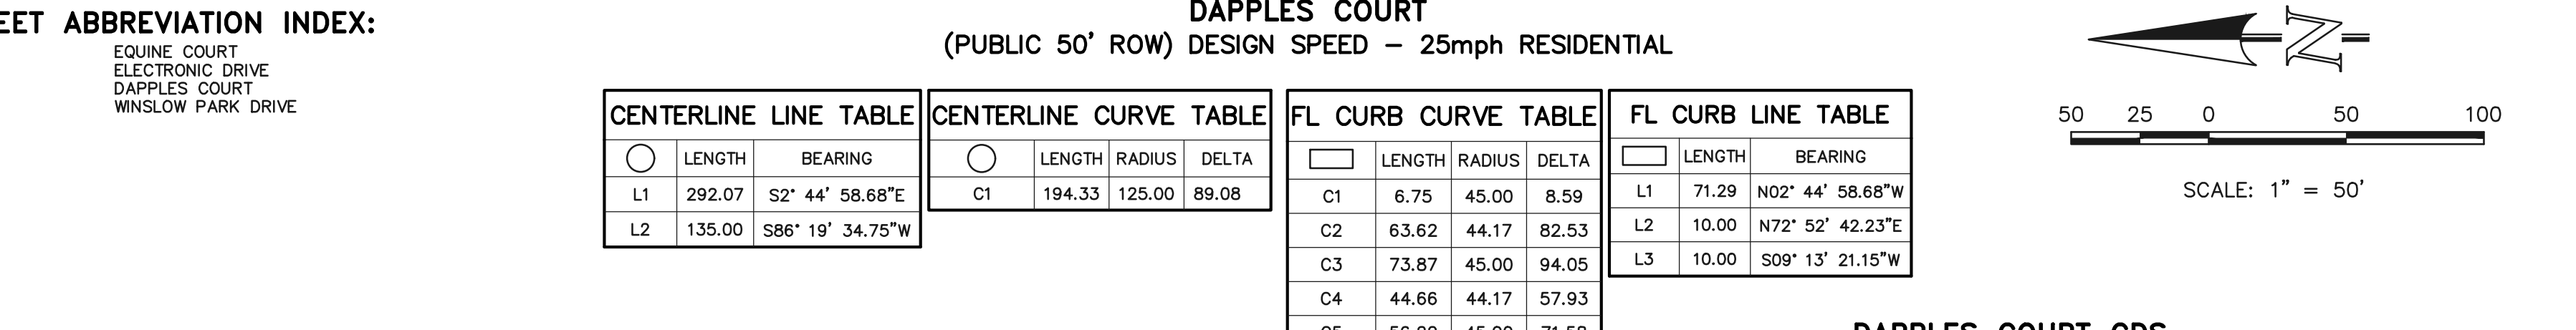 ABBREVIATION INDEX:
EQUINE COURT
ELECTRONIC DRIVE
DAPPLES COURT
WINSLOW PARK DRIVE
DAPPLES COURT
(PUBLIC 50' ROW) DESIGN SPEED – 25mph RESIDENTIAL
CENTERLINE LINE TABLE
LENGTH BEARING
L1 292.07 S2° 44' 58.68"E
L2 135.00 S86° 19' 34.75"W
CENTERLINE CURVE TABLE
LENGTH RADIUS DELTA
C1 194.33 125.00 89.08
FL CURB CURVE TABLE
LENGTH RADIUS DELTA
C1 6.75 45.00 8.59
C2 63.62 44.17 82.53
C3 73.87 45.00 94.05
C4 44.66 44.17 57.93
FL CURB LINE TABLE
LENGTH BEARING
L1 71.29 N02° 44' 58.68"W
L2 10.00 N72° 52' 42.23"E
L3 10.00 S09° 13' 21.15"W
N
50 25 0 50 100
SCALE: 1" = 50'
DAPPLES COURT CDS